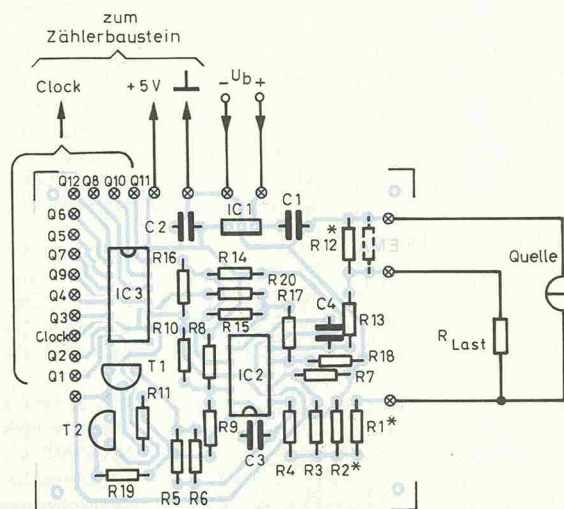 zum
Zählerbaustein
Clock
+5V
- Ub +
Q12 Q8 Q10 Q11
Q6
Q5
Q7
Q9
Q4
Q3
Clock
Q2
Q1
C2
IC1
C1
*
R12
Quelle
R16
R14
R20
R17
C4
IC3
R13
RLast
R10
R8
R15
R18
IC2
R7
T1
R11
T2
R9
R1*
C3
R4
R3
R2*
R19
R5
R6